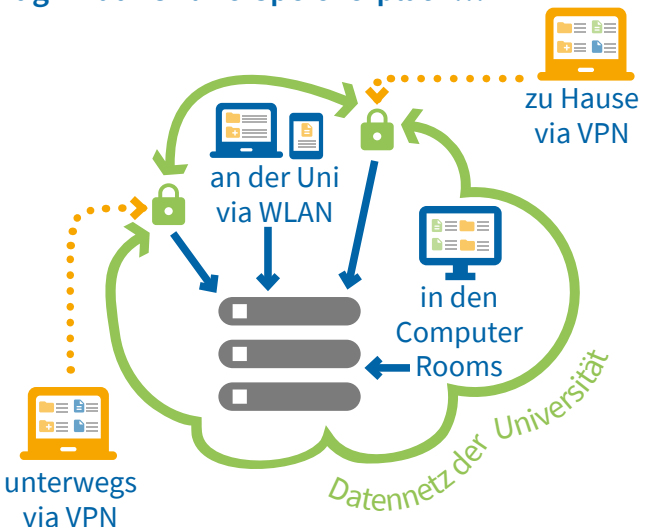 zu Hause
via VPN
an der Uni
via WLAN
in den
Computer
Rooms
Datennetz der Universität
unterwegs
via VPN